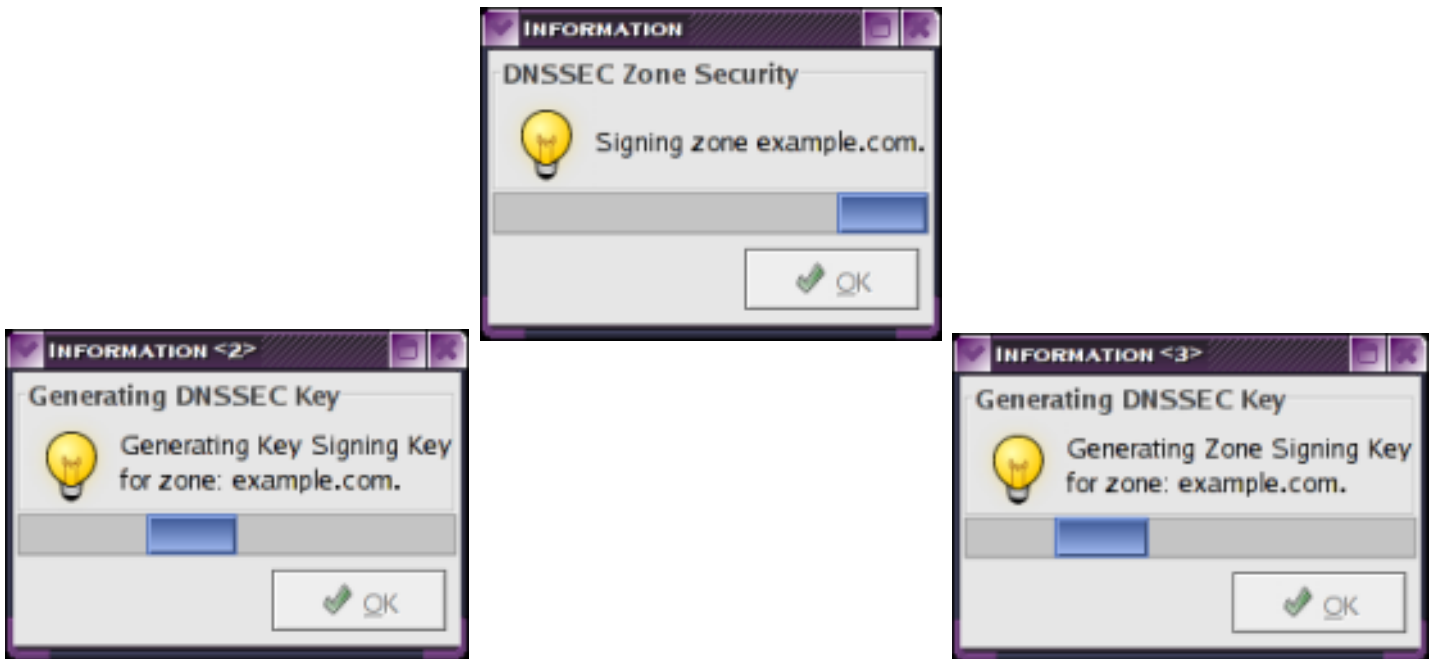 INFORMATION
DNSSEC Zone Security
Signing zone example.com.
OK
INFORMATION <2>
Generating DNSSEC Key
Generating Key Signing Key
for zone: example.com.
OK
INFORMATION <3>
Generating DNSSEC Key
Generating Zone Signing Key
for zone: example.com.
OK